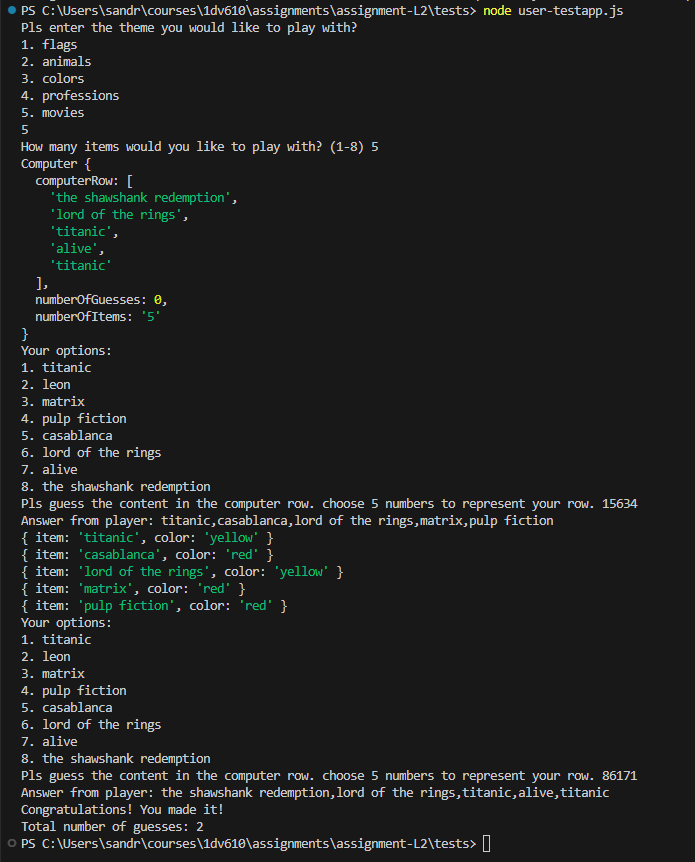 PS C:\Users\sandr\courses\1dv610\assignments\assignment-L2\tests> node user-testapp.js
Pls enter the theme you would like to play with?
1. flags
2. animals
3. colors
4. professions
5. movies
5
How many items would you like to play with? (1-8) 5
Computer {
  computerRow: [
    'the shawshank redemption',
    'lord of the rings',
    'titanic',
    'alive',
    'titanic'
  ],
  numberOfGuesses: 0,
  numberOfItems: '5'
}
Your options:
1. titanic
2. leon
3. matrix
4. pulp fiction
5. casablanca
6. lord of the rings
7. alive
8. the shawshank redemption
Pls guess the content in the computer row. choose 5 numbers to represent your row. 15634
Answer from player: titanic,casablanca,lord of the rings,matrix,pulp fiction
{ item: 'titanic', color: 'yellow' }
{ item: 'casablanca', color: 'red' }
{ item: 'lord of the rings', color: 'yellow' }
{ item: 'matrix', color: 'red' }
{ item: 'pulp fiction', color: 'red' }
Your options:
1. titanic
2. leon
3. matrix
4. pulp fiction
5. casablanca
6. lord of the rings
7. alive
8. the shawshank redemption
Pls guess the content in the computer row. choose 5 numbers to represent your row. 86171
Answer from player: the shawshank redemption,lord of the rings,titanic,alive,titanic
Congratulations! You made it!
Total number of guesses: 2
PS C:\Users\sandr\courses\1dv610\assignments\assignment-L2\tests>